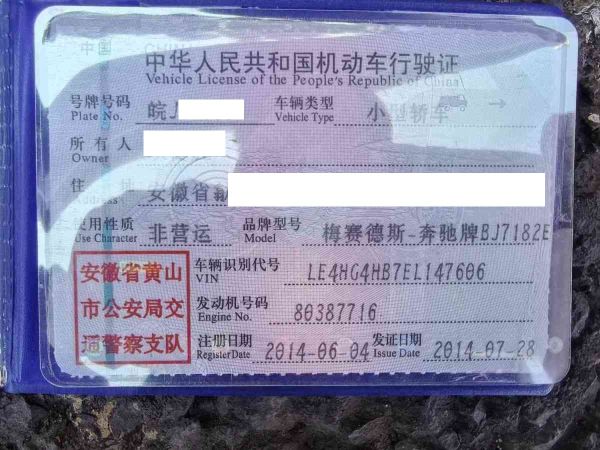 中国 CHINA
中华人民共和国机动车行驶证
Vehicle License of the People's Republic of China
号牌号码 皖J 车辆类型 小型轿车
Plate No. Vehicle Type
所有人
Owner
住 址 安徽省
使用性质 非营运 品牌型号 梅赛德斯-奔驰牌BJ7182E
Use Character Model
安徽省黄山
市公安局交
通警察支队
车辆识别代号 LE4HG4HB7EL147606
VIN
发动机号码 80387716
Engine No.
注册日期 2014-06-04 发证日期 2014-07-28
Register Date Issue Date